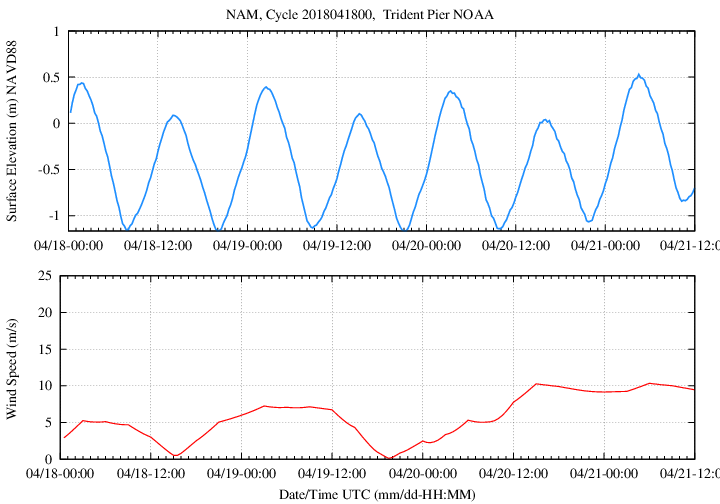 NAM, Cycle 2018041800,  Trident Pier NOAA
Surface Elevation (m) NAVD88
1
0.5
0
-0.5
-1
04/18-00:00 04/18-12:00 04/19-00:00 04/19-12:00 04/20-00:00 04/20-12:00 04/21-00:00 04/21-12:0
Wind Speed (m/s)
25
20
15
10
5
0
04/18-00:00 04/18-12:00 04/19-00:00 04/19-12:00 04/20-00:00 04/20-12:00 04/21-00:00 04/21-12:0
Date/Time UTC (mm/dd-HH:MM)